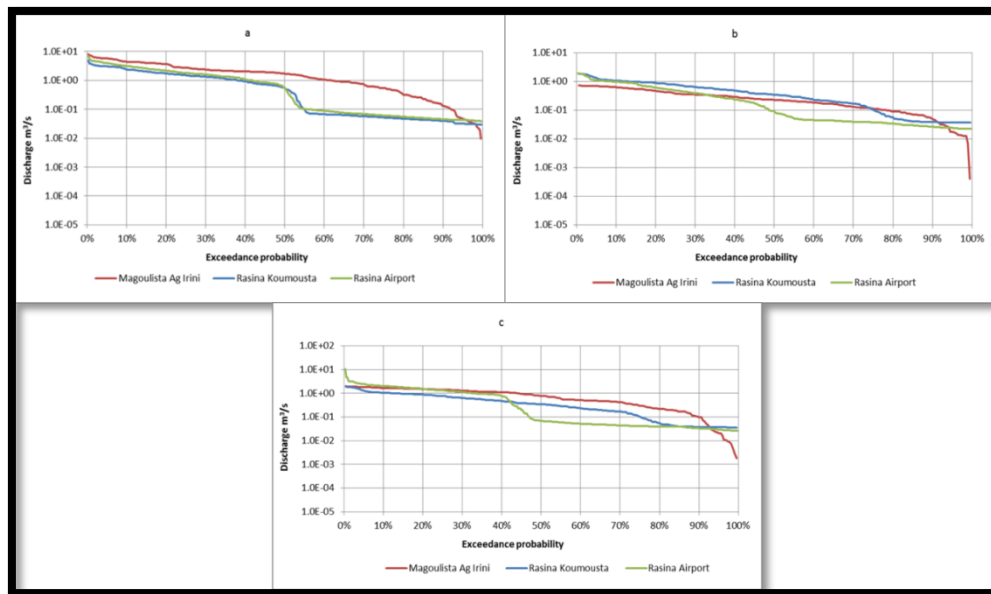 a
1.0E+01
1.0E+00
1.0E-01
1.0E-02
1.0E-03
1.0E-04
1.0E-05
Discharge m³/s
0% 10% 20% 30% 40% 50% 60% 70% 80% 90% 100%
Exceedance probability
Magoulista Ag Irini Rasina Koumousta Rasina Airport
b
1.0E+01
1.0E+00
1.0E-01
1.0E-02
1.0E-03
1.0E-04
1.0E-05
Discharge m³/s
0% 10% 20% 30% 40% 50% 60% 70% 80% 90% 100%
Exceedance probability
Magoulista Ag Irini Rasina Koumousta Rasina Airport
c
1.0E+02
1.0E+01
1.0E+00
1.0E-01
1.0E-02
1.0E-03
1.0E-04
1.0E-05
Discharge m³/s
0% 10% 20% 30% 40% 50% 60% 70% 80% 90% 100%
Exceedance probability
Magoulista Ag Irini Rasina Koumousta Rasina Airport